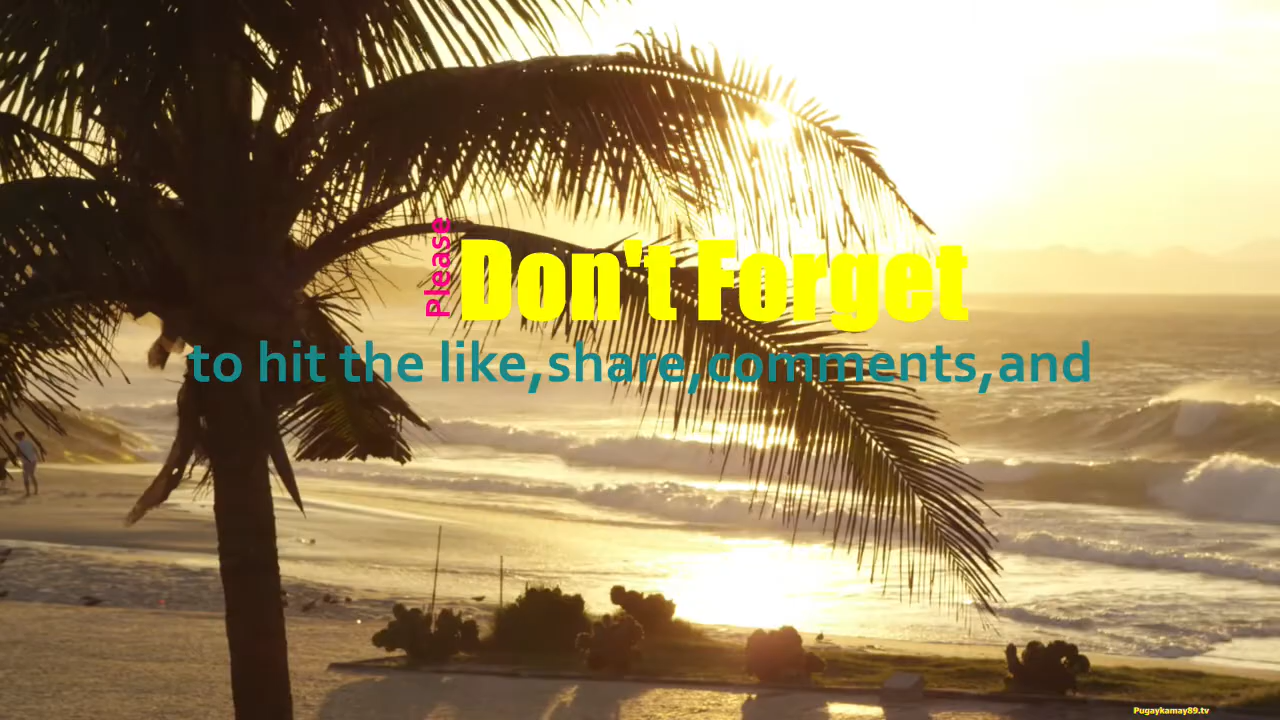 Please
Don't Forget
to hit the like,share,comments,and
Pugaykamay89.tv